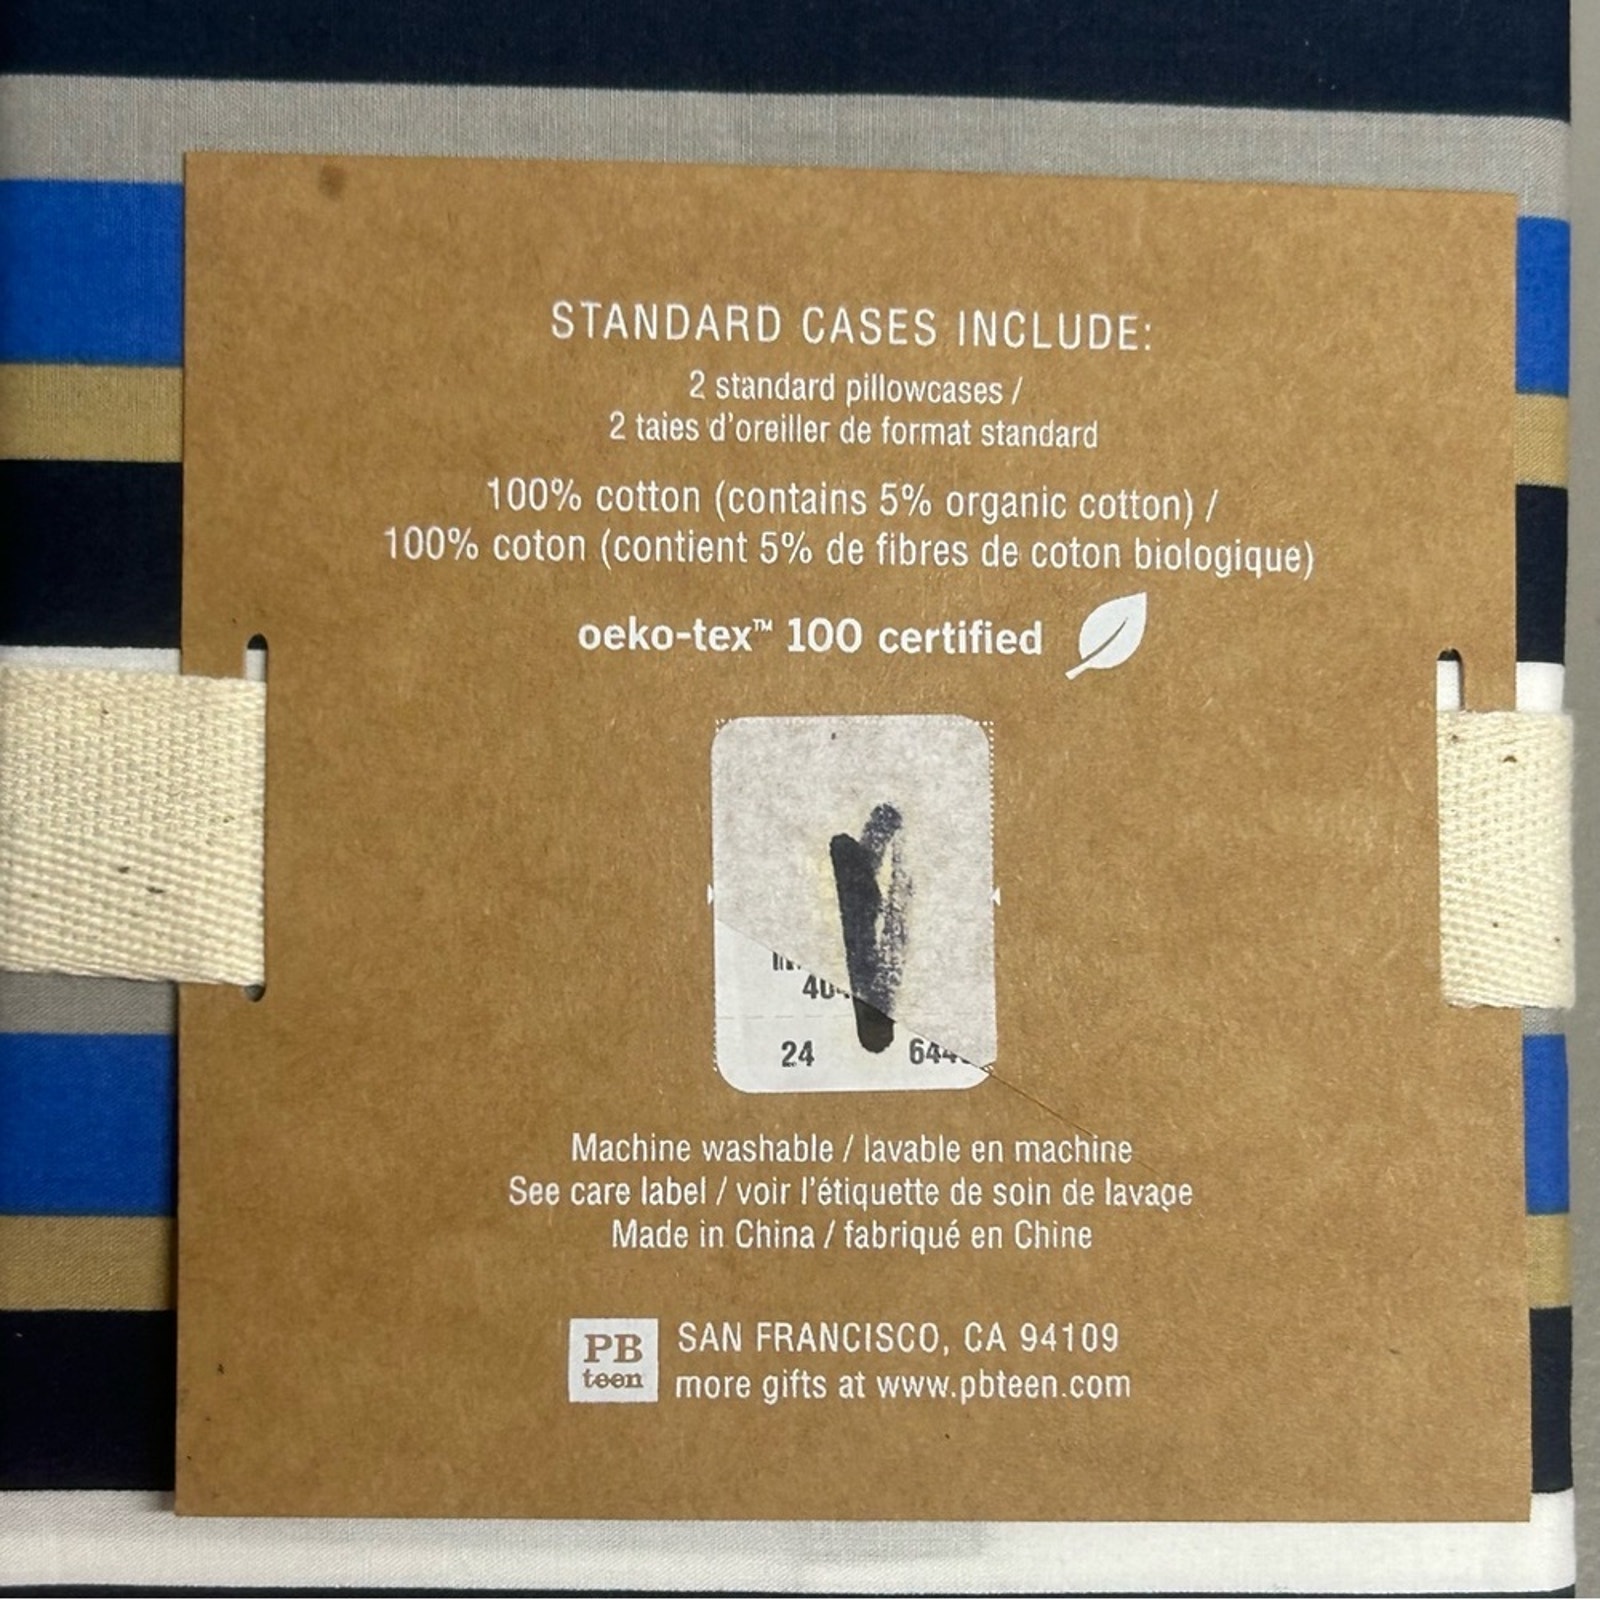 STANDARD CASES INCLUDE:
2 standard pillowcases /
2 taies d'oreiller de format standard
100% cotton (contains 5% organic cotton) /
100% coton (contient 5% de fibres de coton biologique)
oeko-tex™ 100 certified
24
Machine washable / lavable en machine
See care label / voir l'étiquette de soin de lavage
Made in China / fabriqué en Chine
PB
teen
SAN FRANCISCO, CA 94109
more gifts at www.pbteen.com